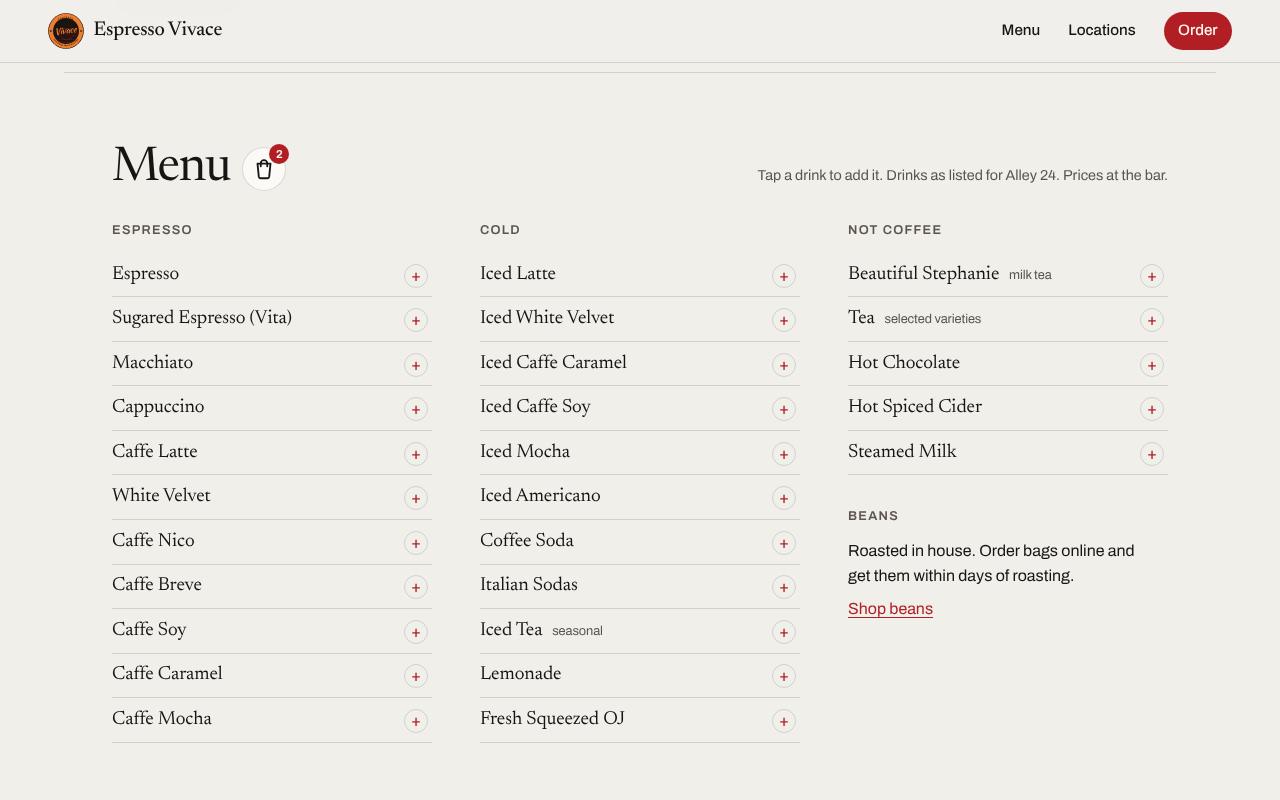 Vivace
Espresso Vivace
Menu
Locations
Order
Menu
2
Tap a drink to add it. Drinks as listed for Alley 24. Prices at the bar.
ESPRESSO
Espresso +
Sugared Espresso (Vita) +
Macchiato +
Cappuccino +
Caffe Latte +
White Velvet +
Caffe Nico +
Caffe Breve +
Caffe Soy +
Caffe Caramel +
Caffe Mocha +
COLD
Iced Latte +
Iced White Velvet +
Iced Caffe Caramel +
Iced Caffe Soy +
Iced Mocha +
Iced Americano +
Coffee Soda +
Italian Sodas +
Iced Tea seasonal +
Lemonade +
Fresh Squeezed OJ +
NOT COFFEE
Beautiful Stephanie milk tea +
Tea selected varieties +
Hot Chocolate +
Hot Spiced Cider +
Steamed Milk +
BEANS
Roasted in house. Order bags online and
get them within days of roasting.
Shop beans